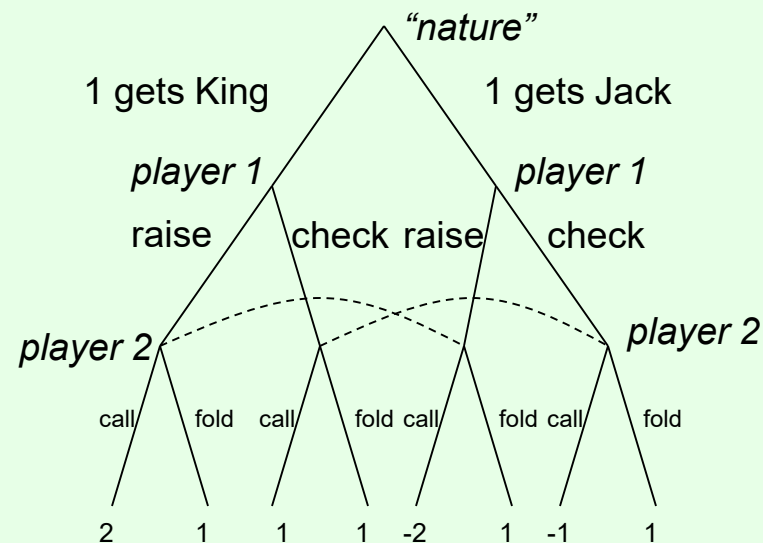 “nature”
1 gets King 1 gets Jack
player 1 player 1
raise check raise check
player 2 player 2
call fold call fold call fold call fold
2 1 1 1 -2 1 -1 1